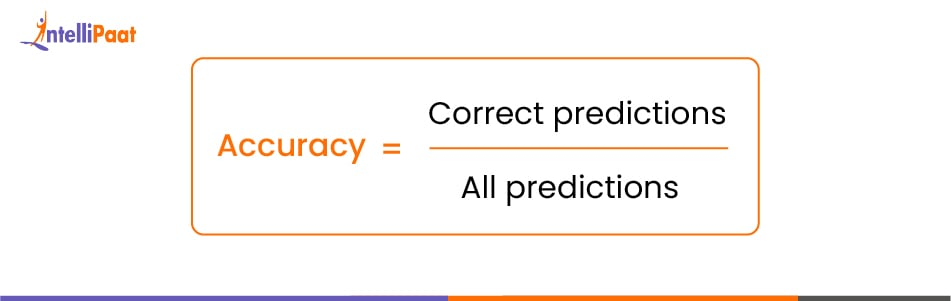 IntelliPaat
Correct predictions
Accuracy =
All predictions